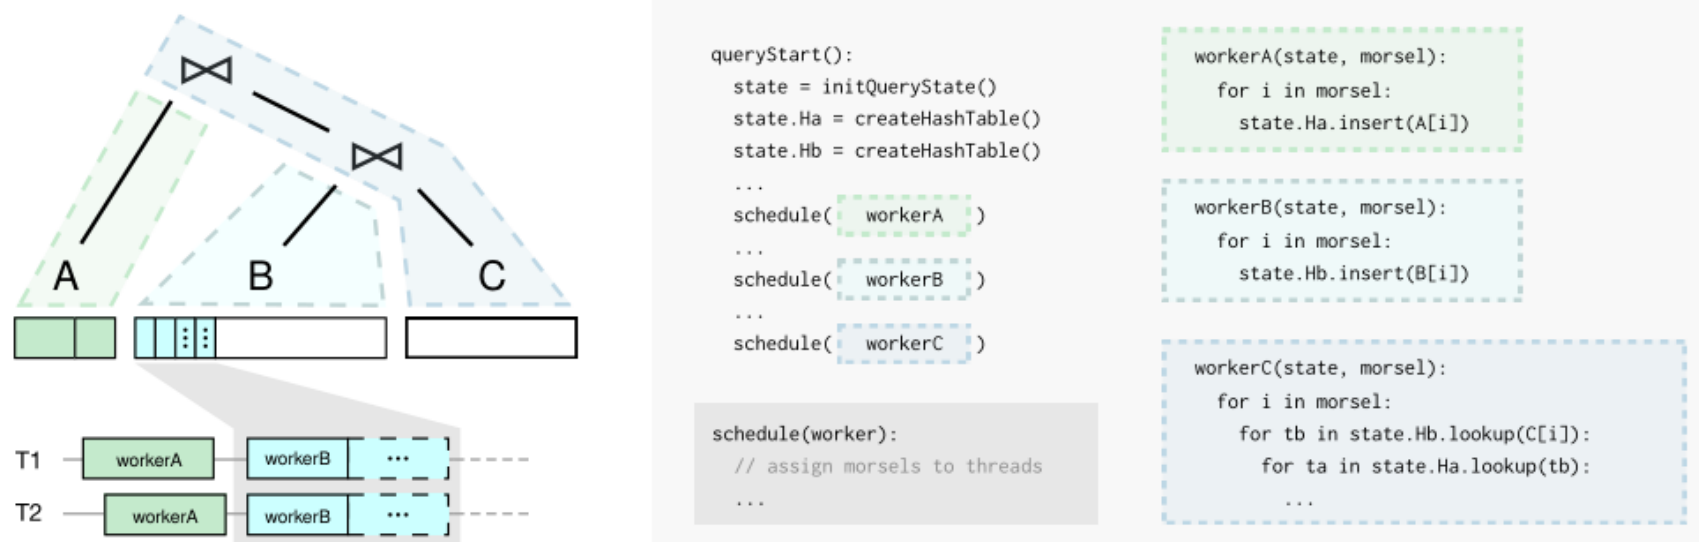 A
B
C
T1
workerA
workerB
...
T2
workerA
workerB
...
queryStart():
state = initQueryState()
state.Ha = createHashTable()
state.Hb = createHashTable()
...
schedule( workerA )
...
schedule( workerB )
...
schedule( workerC )
schedule(worker):
// assign morsels to threads
...
workerA(state, morsel):
for i in morsel:
state.Ha.insert(A[i])
workerB(state, morsel):
for i in morsel:
state.Hb.insert(B[i])
workerC(state, morsel):
for i in morsel:
for tb in state.Hb.lookup(C[i]):
for ta in state.Ha.lookup(tb):
...